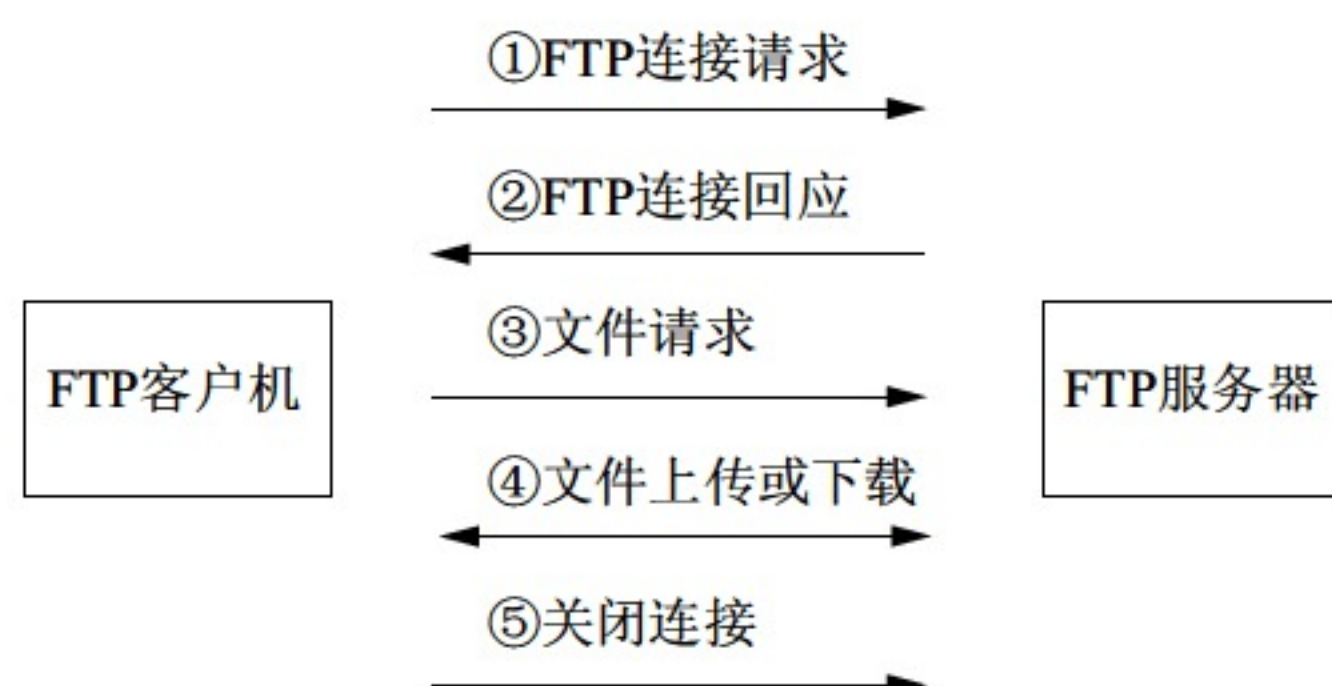 ①FTP连接请求
②FTP连接回应
③文件请求
FTP客户机
FTP服务器
④文件上传或下载
⑤关闭连接